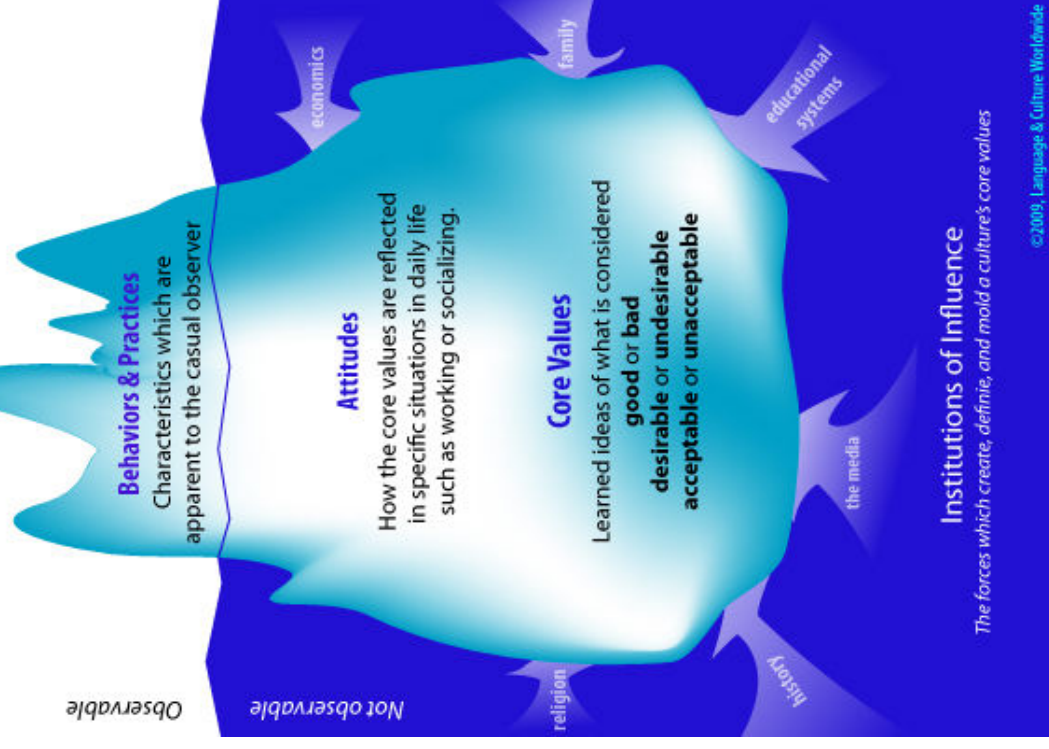 Observable
Not observable
Behaviors & Practices
Characteristics which are
apparent to the casual observer
Attitudes
How the core values are reflected
in specific situations in daily life
such as working or socializing.
Core Values
Learned ideas of what is considered
good or bad
desirable or undesirable
acceptable or unacceptable
economics
family
educational
systems
the media
history
religion
Institutions of Influence
The forces which create, definie, and mold a culture's core values
©2009, Language & Culture Worldwide